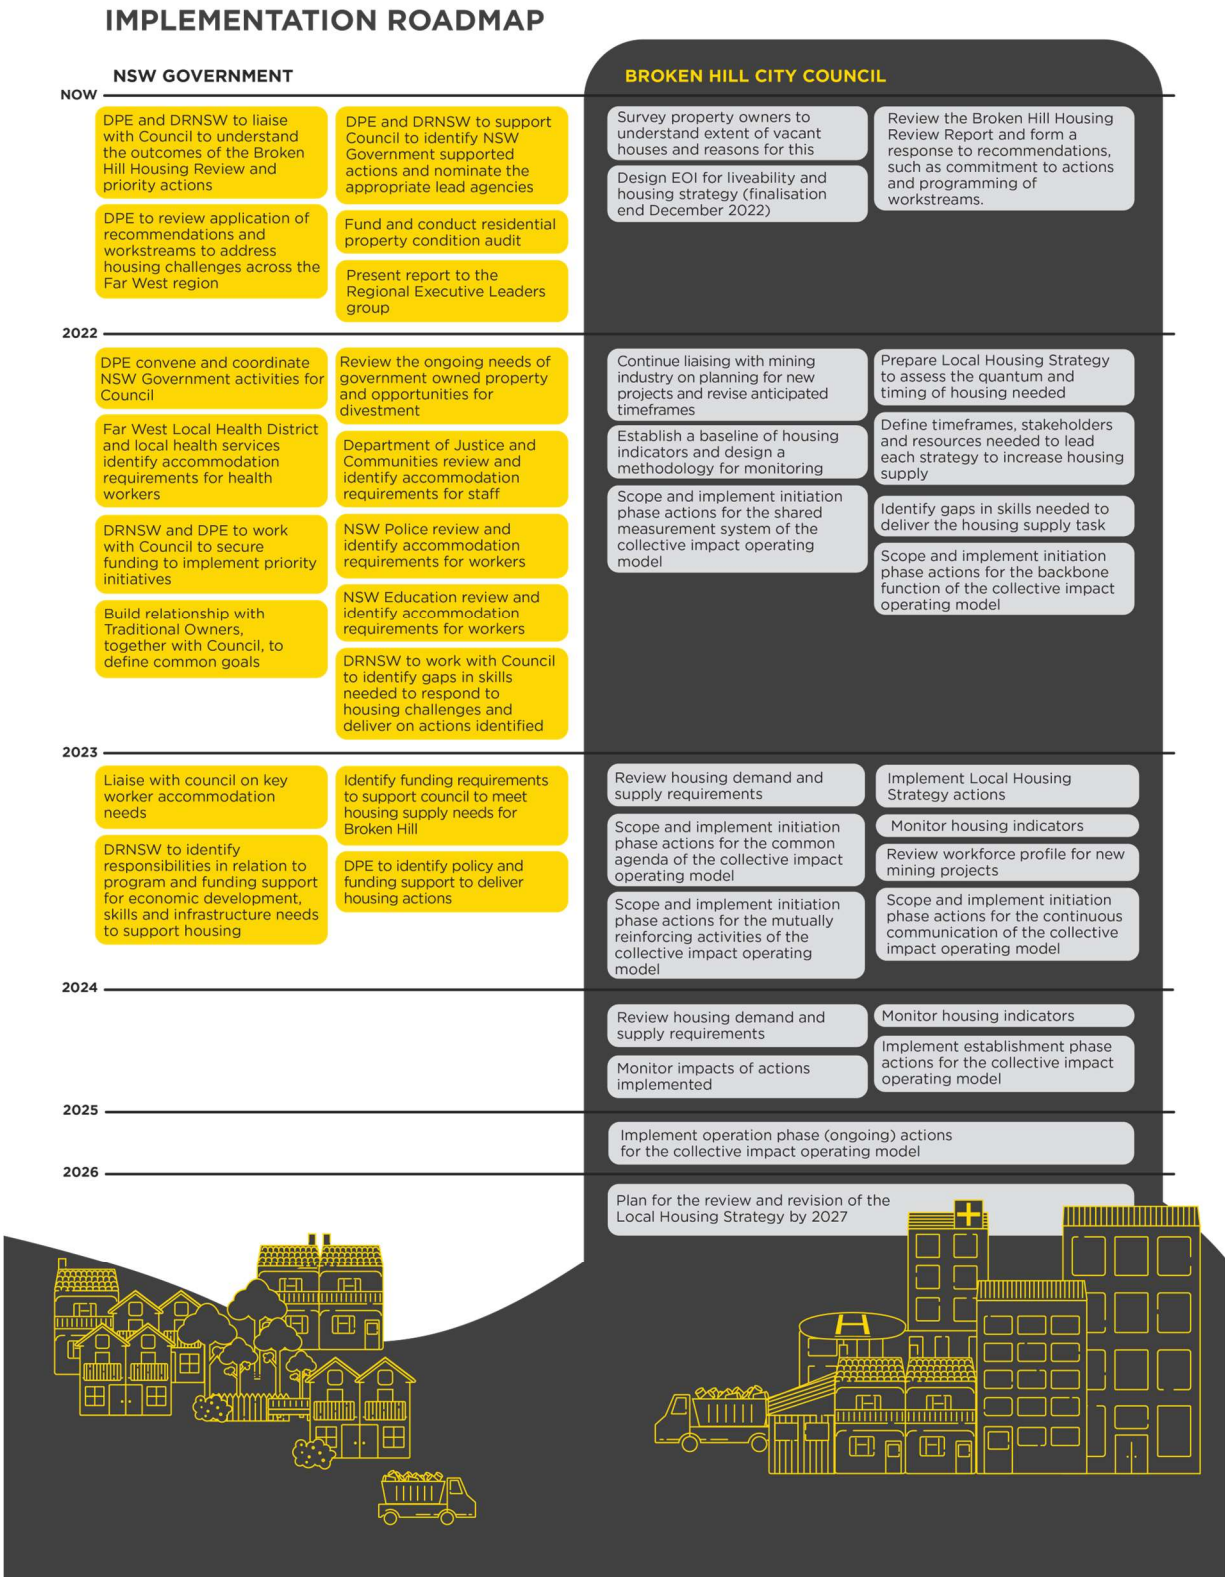 IMPLEMENTATION ROADMAP
NSW GOVERNMENT
BROKEN HILL CITY COUNCIL
NOW
DPE and DRNSW to liaise
with Council to understand
the outcomes of the Broken
Hill Housing Review and
priority actions
DPE to review application of
recommendations and
workstreams to address
housing challenges across the
Far West region
DPE and DRNSW to support
Council to identify NSW
Government supported
actions and nominate the
appropriate lead agencies
Fund and conduct residential
property condition audit
Present report to the
Regional Executive Leaders
group
Survey property owners to
understand extent of vacant
houses and reasons for this
Design EOI for liveability and
housing strategy (finalisation
end December 2022)
Review the Broken Hill Housing
Review Report and form a
response to recommendations,
such as commitment to actions
and programming of
workstreams.
2022
DPE convene and coordinate
NSW Government activities for
Council
Far West Local Health District
and local health services
identify accommodation
requirements for health
workers
DRNSW and DPE to work
with Council to secure
funding to implement priority
initiatives
Build relationship with
Traditional Owners,
together with Council, to
define common goals
Review the ongoing needs of
government owned property
and opportunities for
divestment
Department of Justice and
Communities review and
identify accommodation
requirements for staff
NSW Police review and
identify accommodation
requirements for workers
NSW Education review and
identify accommodation
requirements for workers
DRNSW to work with Council
to identify gaps in skills
needed to respond to
housing challenges and
deliver on actions identified
Continue liaising with mining
industry on planning for new
projects and revise anticipated
timeframes
Establish a baseline of housing
indicators and design a
methodology for monitoring
Scope and implement initiation
phase actions for the shared
measurement system of the
collective impact operating
model
Prepare Local Housing Strategy
to assess the quantum and
timing of housing needed
Define timeframes, stakeholders
and resources needed to lead
each strategy to increase housing
supply
Identify gaps in skills needed to
deliver the housing supply task
Scope and implement initiation
phase actions for the backbone
function of the collective impact
operating model
2023
Liaise with council on key
worker accommodation
needs
DRNSW to identify
responsibilities in relation to
program and funding support
for economic development,
skills and infrastructure needs
to support housing
Identify funding requirements
to support council to meet
housing supply needs for
Broken Hill
DPE to identify policy and
funding support to deliver
housing actions
Review housing demand and
supply requirements
Scope and implement initiation
phase actions for the common
agenda of the collective impact
operating model
Scope and implement initiation
phase actions for the mutually
reinforcing activities of the
collective impact operating
model
Implement Local Housing
Strategy actions
Monitor housing indicators
Review workforce profile for new
mining projects
Scope and implement initiation
phase actions for the continuous
communication of the collective
impact operating model
2024
Review housing demand and
supply requirements
Monitor impacts of actions
implemented
Monitor housing indicators
Implement establishment phase
actions for the collective impact
operating model
2025
Implement operation phase (ongoing) actions
for the collective impact operating model
2026
Plan for the review and revision of the
Local Housing Strategy by 2027
H